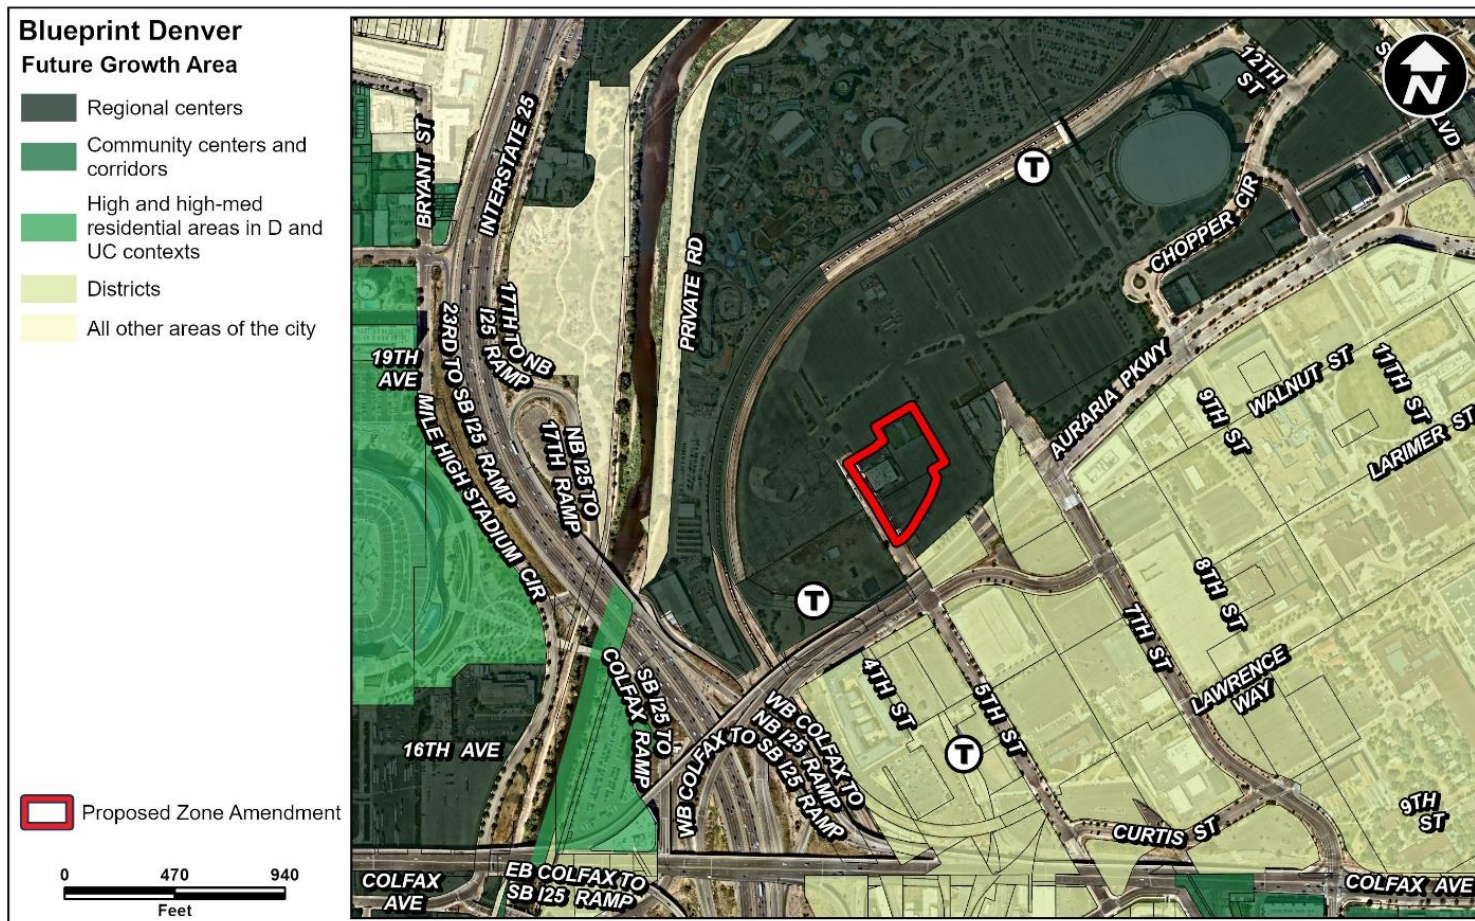 Blueprint Denver
Future Growth Area
Regional centers
Community centers and
corridors
High and high-med
residential areas in D and
UC contexts
Districts
All other areas of the city
Proposed Zone Amendment
0 470 940
Feet
N
12TH
ST
LVD
BRYANT ST
INTERSTATE 25
T
CHOPPER CIR
PRIVATE RD
17TH TO NB
I25 RAMP
23RD TO SB I25 RAMP
19TH
AVE
MILE HIGH STADIUM CIR
NB I25 TO
17TH RAMP
AURARIA PKWY
WALNUT ST
11TH ST
9TH ST
LARIMER ST
T
8TH ST
7TH ST
LAWRENCE
WAY
4TH ST
5TH ST
T
SB I25 TO
COLFAX RAMP
16TH AVE
WB COLFAX TO
NB I25 RAMP
WB COLFAX TO SB I25 RAMP
9TH
ST
CURTIS ST
EB COLFAX TO
SB I25 RAMP
COLFAX
AVE
COLFAX AVE